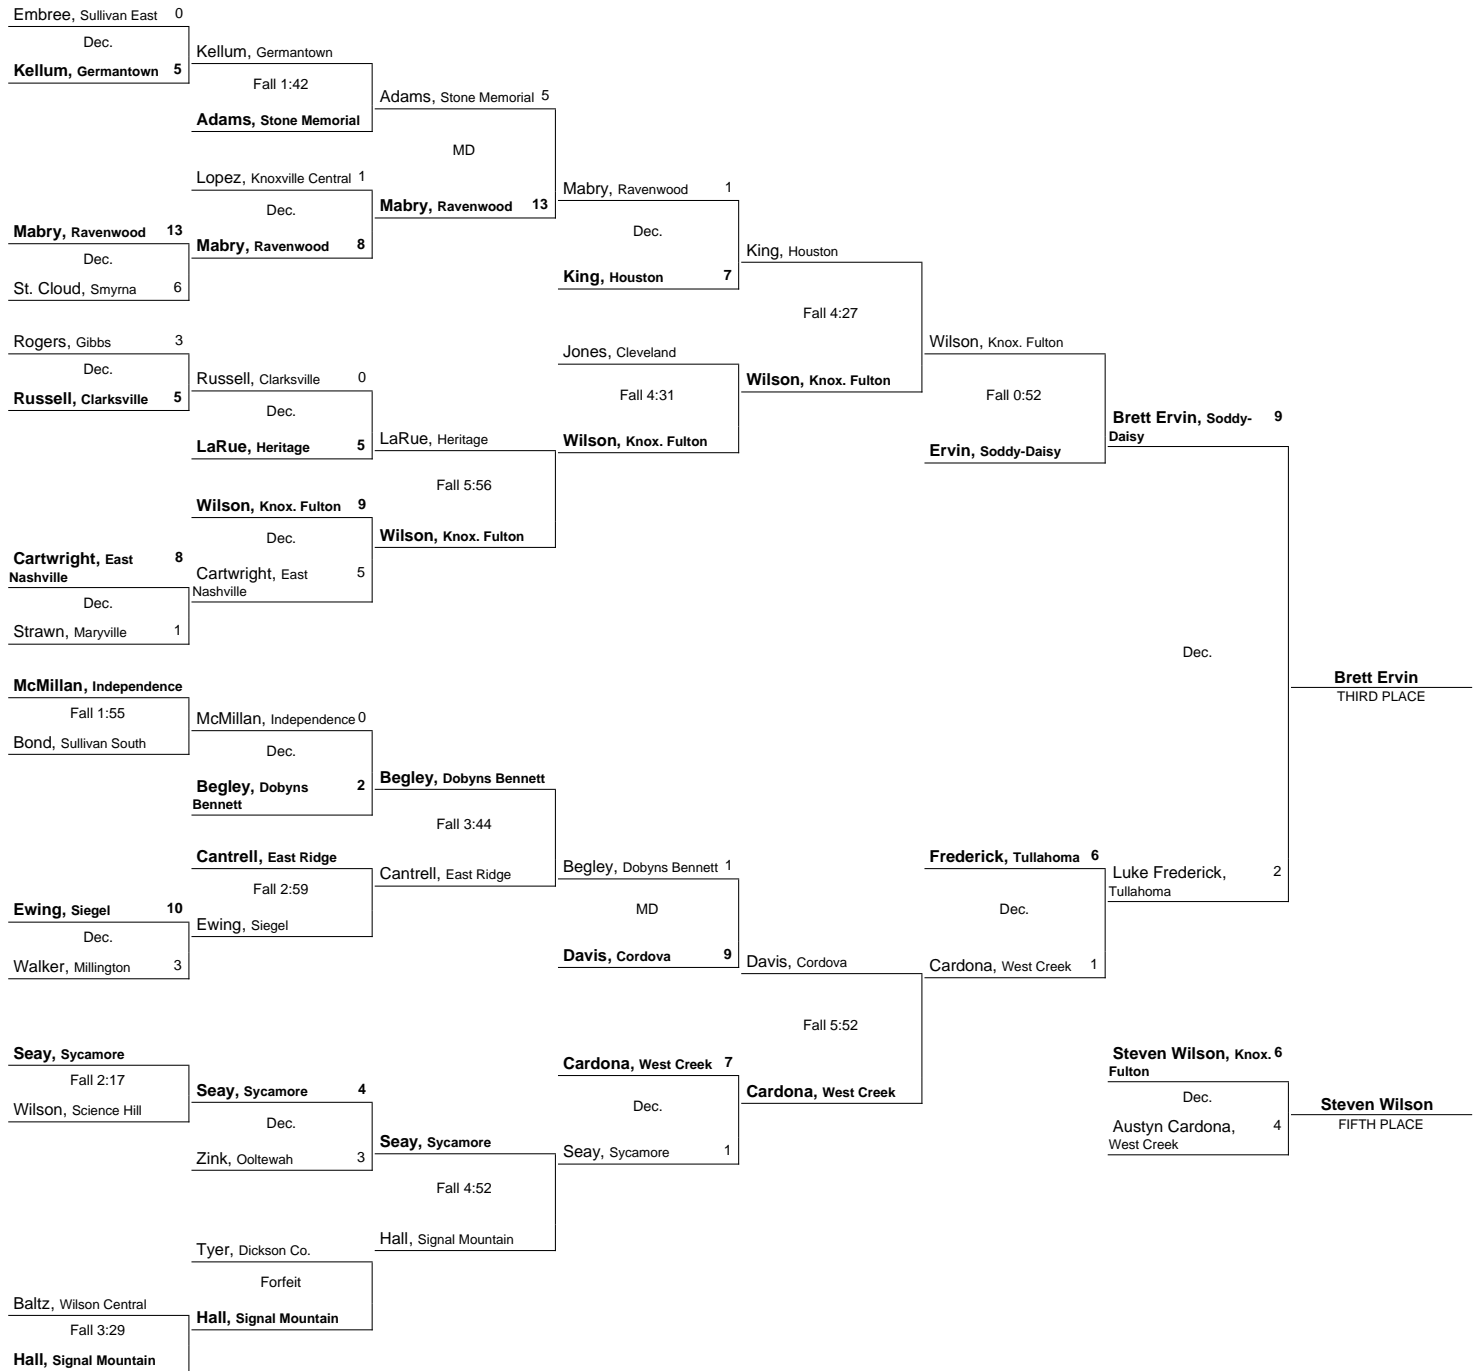 Embree, Sullivan East 0
Dec.
Kellum, Germantown 5
Kellum, Germantown
Fall 1:42
Adams, Stone Memorial
Adams, Stone Memorial 5
MD
Mabry, Ravenwood 13
Lopez, Knoxville Central 1
Dec.
Mabry, Ravenwood 8
Mabry, Ravenwood 13
Dec.
St. Cloud, Smyrna 6
Mabry, Ravenwood 1
Dec.
King, Houston 7
King, Houston
Fall 4:27
Wilson, Knox. Fulton
Rogers, Gibbs 3
Dec.
Russell, Clarksville 5
Russell, Clarksville 0
Dec.
LaRue, Heritage 5
LaRue, Heritage
Fall 5:56
Wilson, Knox. Fulton
Jones, Cleveland
Fall 4:31
Wilson, Knox. Fulton
Wilson, Knox. Fulton
Fall 0:52
Ervin, Soddy-Daisy
Brett Ervin, Soddy- 9
Daisy
Wilson, Knox. Fulton 9
Dec.
Cartwright, East 5
Nashville
Cartwright, East 8
Nashville
Dec.
Strawn, Maryville 1
Dec.
Brett Ervin
THIRD PLACE
McMillan, Independence
Fall 1:55
Bond, Sullivan South
McMillan, Independence 0
Dec.
Begley, Dobyns 2
Bennett
Begley, Dobyns Bennett
Fall 3:44
Cantrell, East Ridge
Cantrell, East Ridge
Fall 2:59
Ewing, Siegel
Ewing, Siegel 10
Dec.
Walker, Millington 3
Begley, Dobyns Bennett 1
MD
Davis, Cordova 9
Davis, Cordova
Fall 5:52
Cardona, West Creek
Frederick, Tullahoma 6
Dec.
Cardona, West Creek 1
Luke Frederick, 2
Tullahoma
Seay, Sycamore
Fall 2:17
Wilson, Science Hill
Seay, Sycamore 4
Dec.
Zink, Ooltewah 3
Seay, Sycamore
Fall 4:52
Hall, Signal Mountain
Cardona, West Creek 7
Dec.
Seay, Sycamore 1
Steven Wilson, Knox. 6
Fulton
Dec.
Austyn Cardona, 4
West Creek
Steven Wilson
FIFTH PLACE
Tyer, Dickson Co.
Forfeit
Hall, Signal Mountain
Baltz, Wilson Central
Fall 3:29
Hall, Signal Mountain